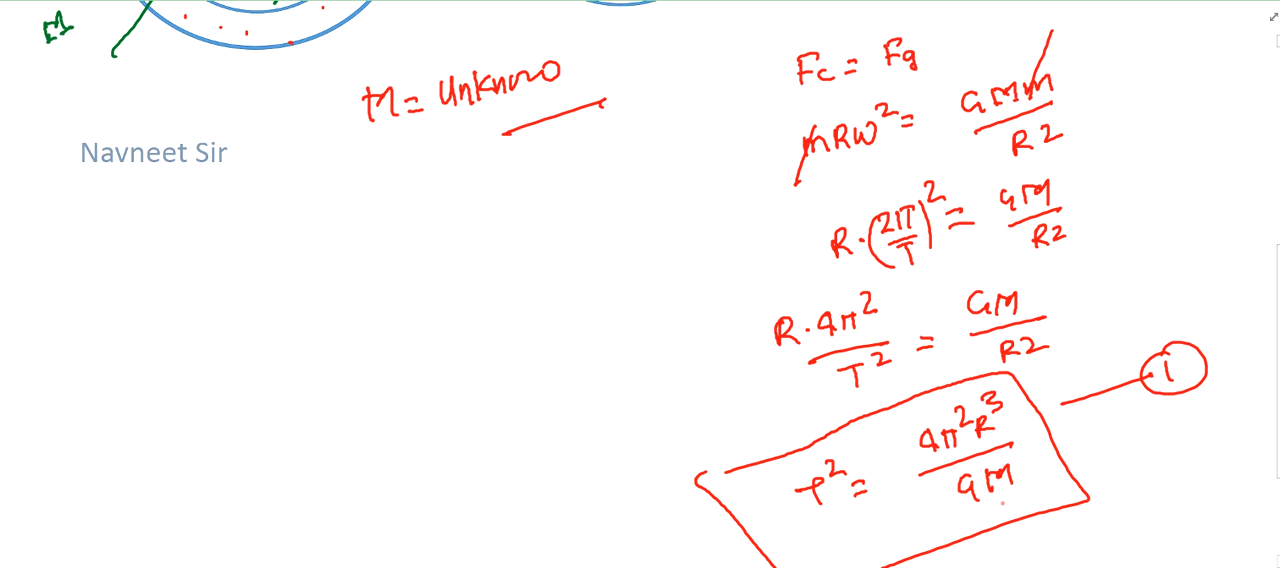 M
M = Unknown
Navneet Sir
Fc = Fg
mRw² = GMm / R2
R·(2π/T)² = GM / R2
R·4π² / T² = GM / R2
T² = 4π²R³ / GM
1